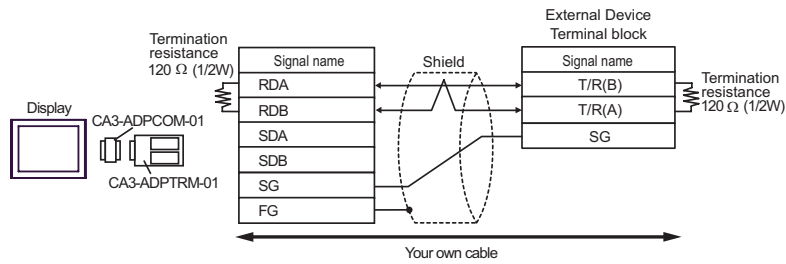 External Device
Terminal block
Termination
resistance
120 Ω (1/2W)
Signal name
Shield
Signal name
RDA
T/R(B)
Termination
resistance
120 Ω (1/2W)
RDB
T/R(A)
Display
CA3-ADPCOM-01
SDA
SG
SDB
CA3-ADPTRM-01
SG
FG
Your own cable